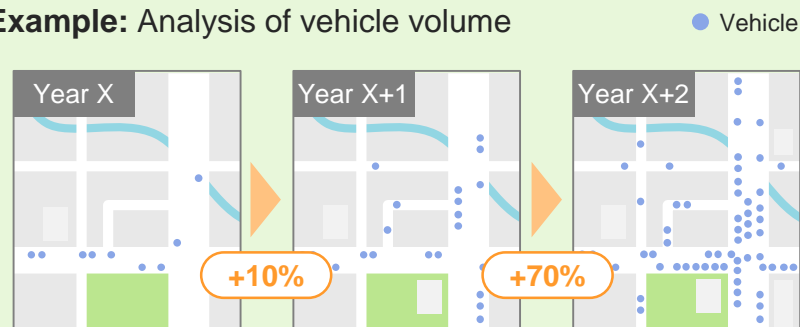 Example: Analysis of vehicle volume
Vehicle
Year X
Year X+1
Year X+2
+10%
+70%